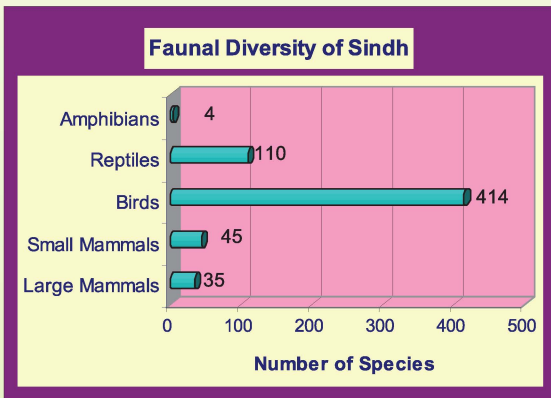 Faunal Diversity of Sindh
Amphibians 4
Reptiles 110
Birds 414
Small Mammals 45
Large Mammals 35
0 100 200 300 400 500
Number of Species